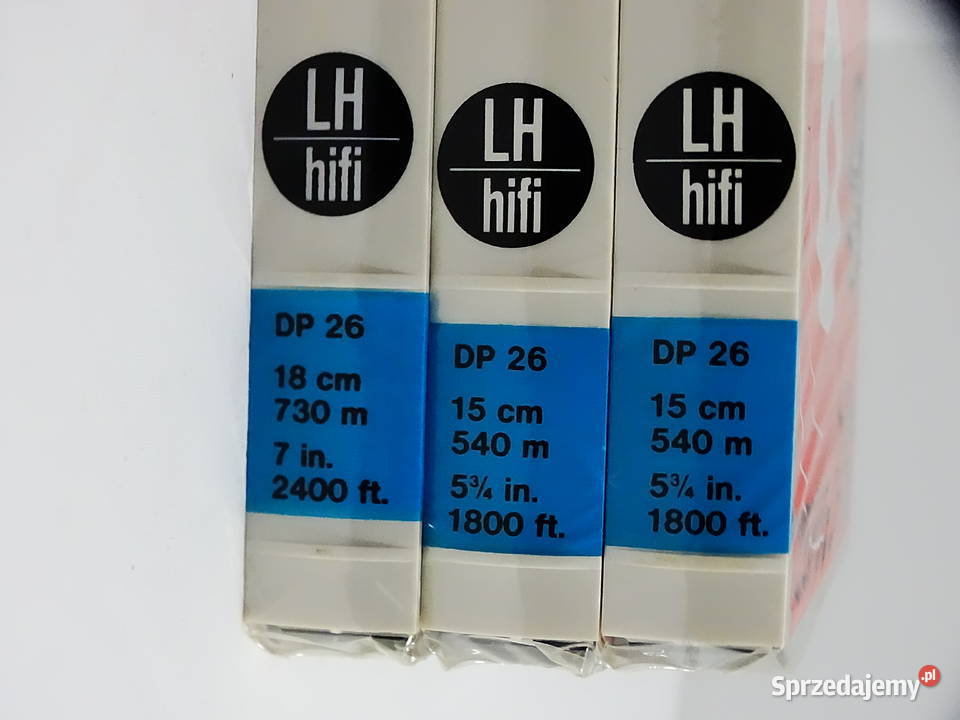 LH
hifi
DP 26
18 cm
730 m
7 in.
2400 ft.
LH
hifi
DP 26
15 cm
540 m
5¾ in.
1800 ft.
LH
hifi
DP 26
15 cm
540 m
5¾ in.
1800 ft.
Sprzedajemy.pl